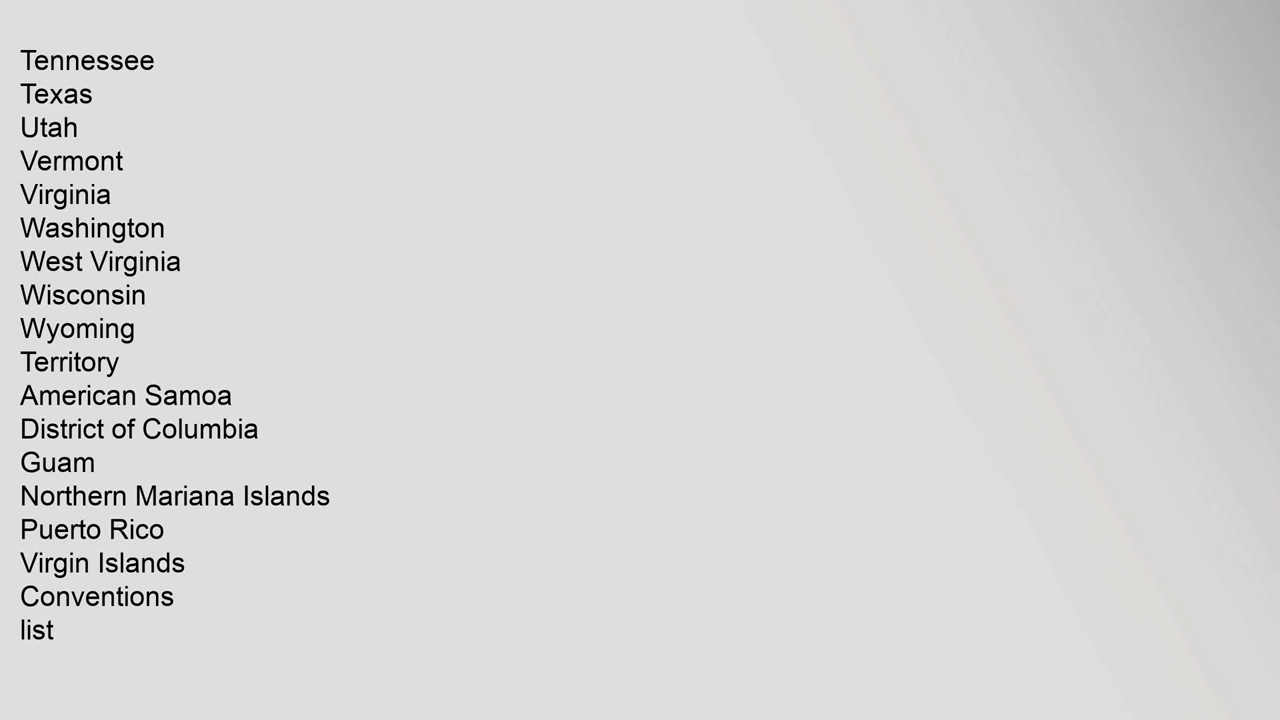 Tennessee
Texas
Utah
Vermont
Virginia
Washington
West Virginia
Wisconsin
Wyoming
Territory
American Samoa
District of Columbia
Guam
Northern Mariana Islands
Puerto Rico
Virgin Islands
Conventions
list